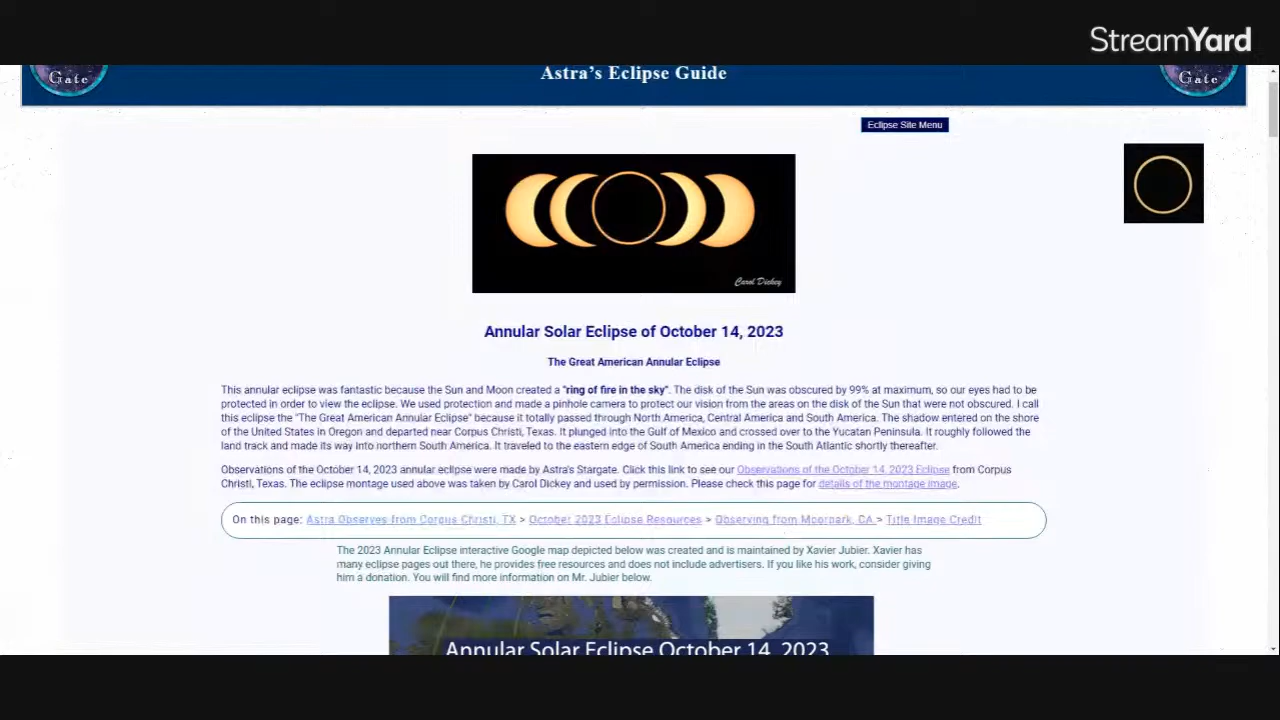 StreamYard
Gate
Astra's Eclipse Guide
Gate
Eclipse Site Menu
Carol Dickey
Annular Solar Eclipse of October 14, 2023
The Great American Annular Eclipse
This annular eclipse was fantastic because the Sun and Moon created a "ring of fire in the sky". The disk of the Sun was obscured by 99% at maximum, so our eyes had to be
protected in order to view the eclipse. We used protection and made a pinhole camera to protect our vision from the areas on the disk of the Sun that were not obscured. I call
this eclipse the "The Great American Annular Eclipse" because it totally passed through North America, Central America and South America. The shadow entered on the shore
of the United States in Oregon and departed near Corpus Christi, Texas. It plunged into the Gulf of Mexico and crossed over to the Yucatan Peninsula. It roughly followed the
land track and made its way into northern South America. It traveled to the eastern edge of South America ending in the South Atlantic shortly thereafter.
Observations of the October 14, 2023 annular eclipse were made by Astra's Stargate. Click this link to see our Observations of the October 14, 2023 Eclipse from Corpus
Christi, Texas. The eclipse montage used above was taken by Carol Dickey and used by permission. Please check this page for details of the montage image.
On this page: Astra Observes from Corpus Christi, TX > October 2023 Eclipse Resources > Observing from Moorpark, CA > Title Image Credit
The 2023 Annular Eclipse interactive Google map depicted below was created and is maintained by Xavier Jubier. Xavier has
many eclipse pages out there, he provides free resources and does not include advertisers. If you like his work, consider giving
him a donation. You will find more information on Mr. Jubier below.
Annular Solar Eclipse October 14, 2023